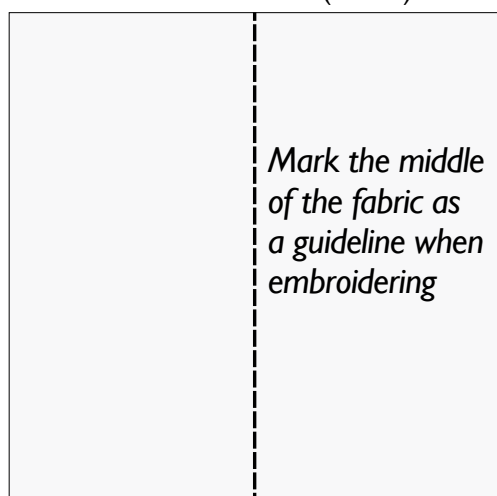 Mark the middle
of the fabric as
a guideline when
embroidering